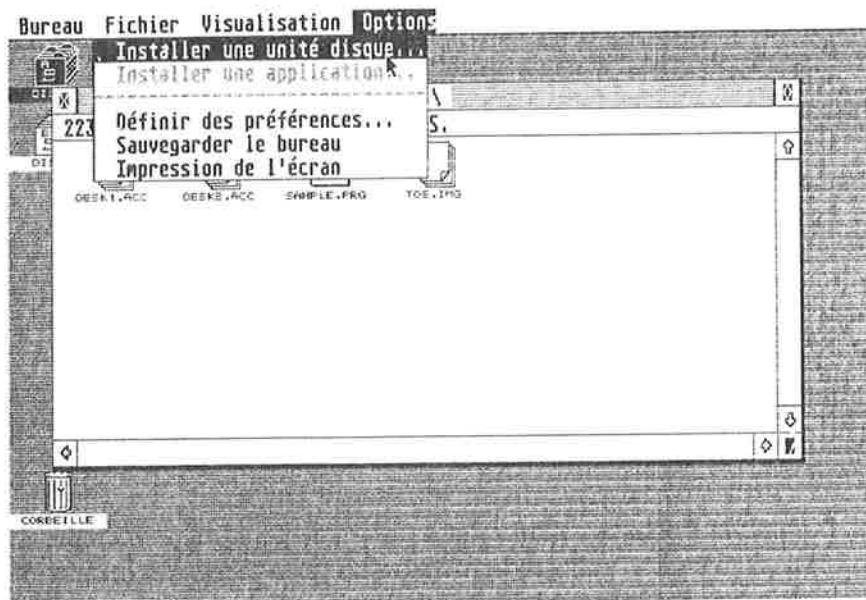 Bureau Fichier Visualisation Options
Installer une unité disque...
Installer une application...
Définir des préférences...
Sauvegarder le bureau
Impression de l'écran
223
\
S.
DESK1.ACC DESK2.ACC SAMPLE.PRG TOS.IMG
CORBEILLE